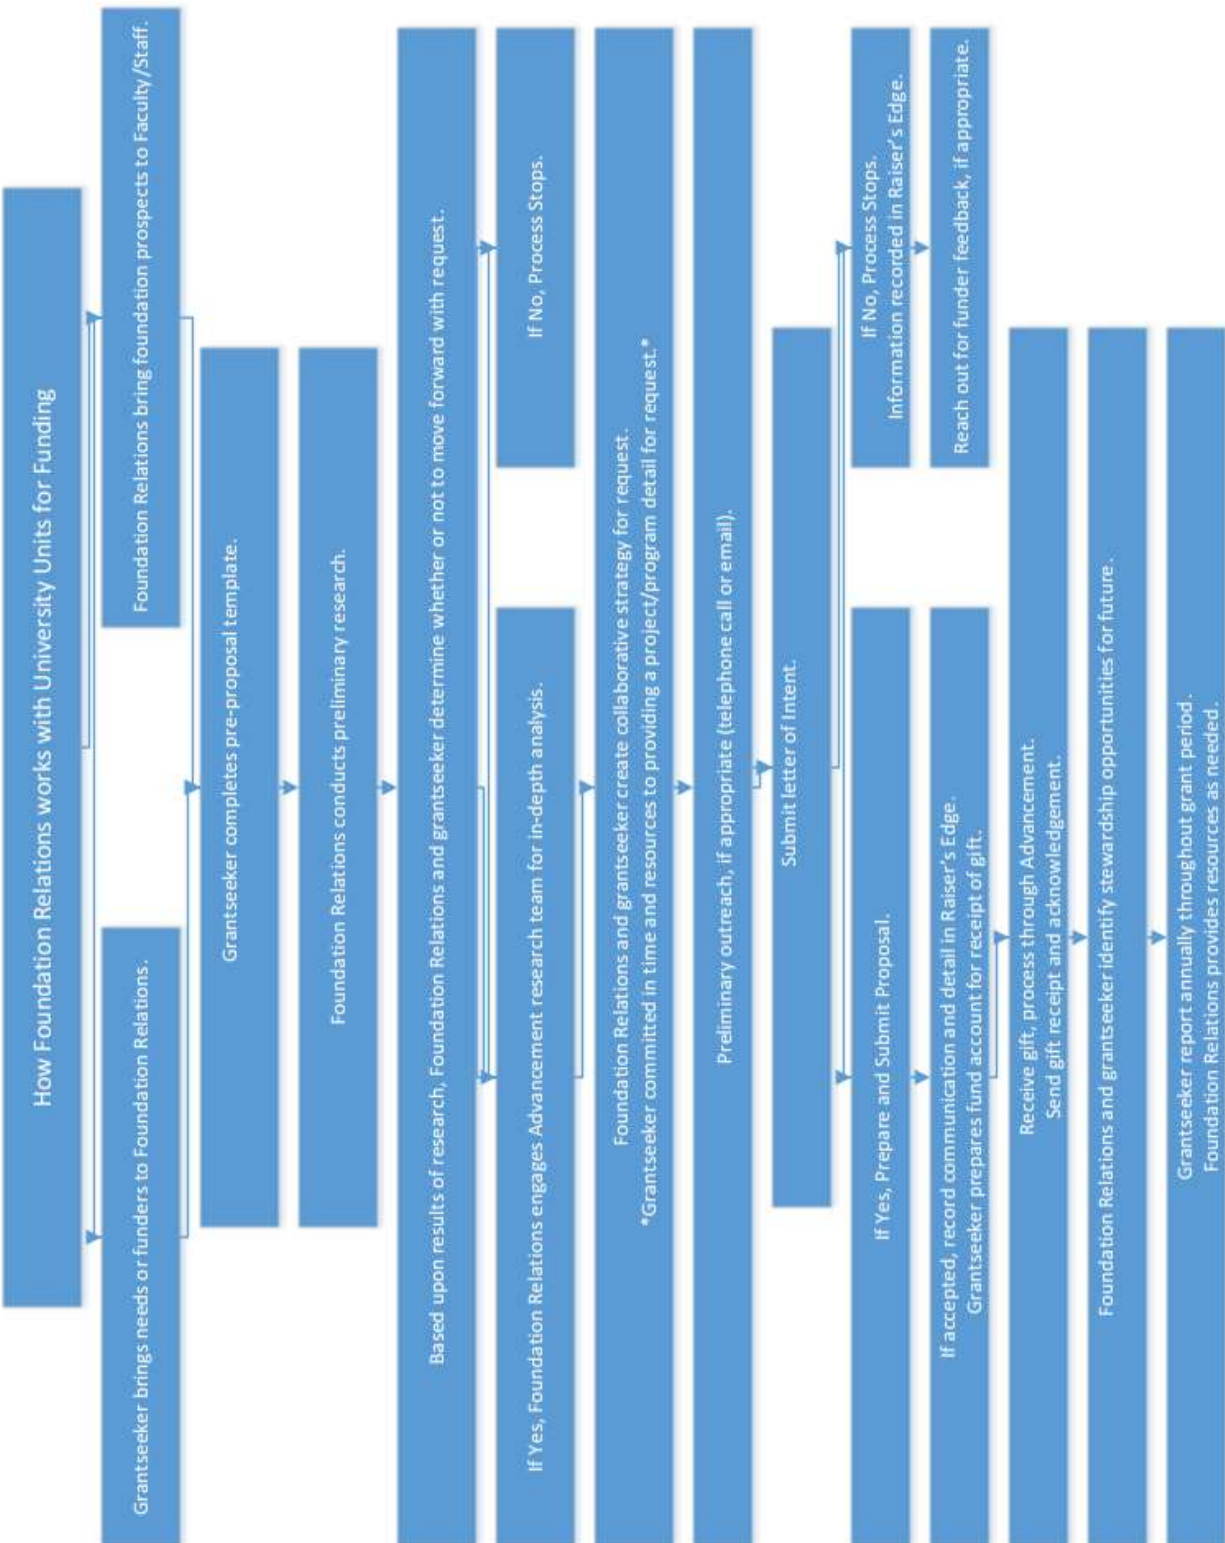 How Foundation Relations works with University Units for Funding
Grantseeker brings needs or funders to Foundation Relations.
Foundation Relations bring foundation prospects to Faculty/Staff.
Grantseeker completes pre-proposal template.
Foundation Relations conducts preliminary research.
Based upon results of research, Foundation Relations and grantseeker determine whether or not to move forward with request.
If Yes, Foundation Relations engages Advancement research team for in-depth analysis.
If No, Process Stops.
Foundation Relations and grantseeker create collaborative strategy for request.
*Grantseeker committed in time and resources to providing a project/program detail for request.*
Preliminary outreach, if appropriate (telephone call or email).
Submit letter of Intent.
If Yes, Prepare and Submit Proposal.
If No, Process Stops.
Information recorded in Raiser's Edge.
If accepted, record communication and detail in Raiser's Edge.
Grantseeker prepares fund account for receipt of gift.
Reach out for funder feedback, if appropriate.
Receive gift, process through Advancement.
Send gift receipt and acknowledgement.
Foundation Relations and grantseeker identify stewardship opportunities for future.
Grantseeker report annually throughout grant period.
Foundation Relations provides resources as needed.